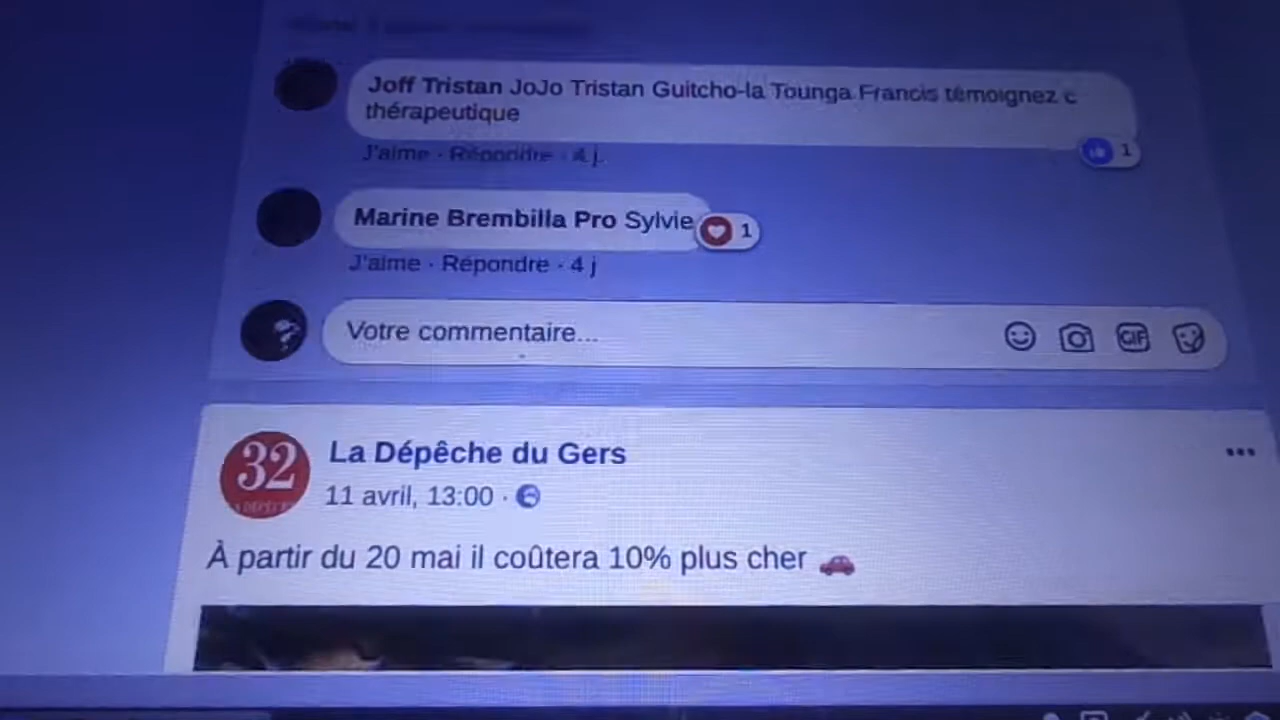 Joff Tristan JoJo Tristan Guitcho-la Tounga Francis témoignez c
thérapeutique
J'aime · Répondre · 4 j
1
Marine Brembilla Pro Sylvie
1
J'aime · Répondre · 4 j
Votre commentaire...
GIF
32
La Dépêche du Gers
11 avril, 13:00 ·
À partir du 20 mai il coûtera 10% plus cher